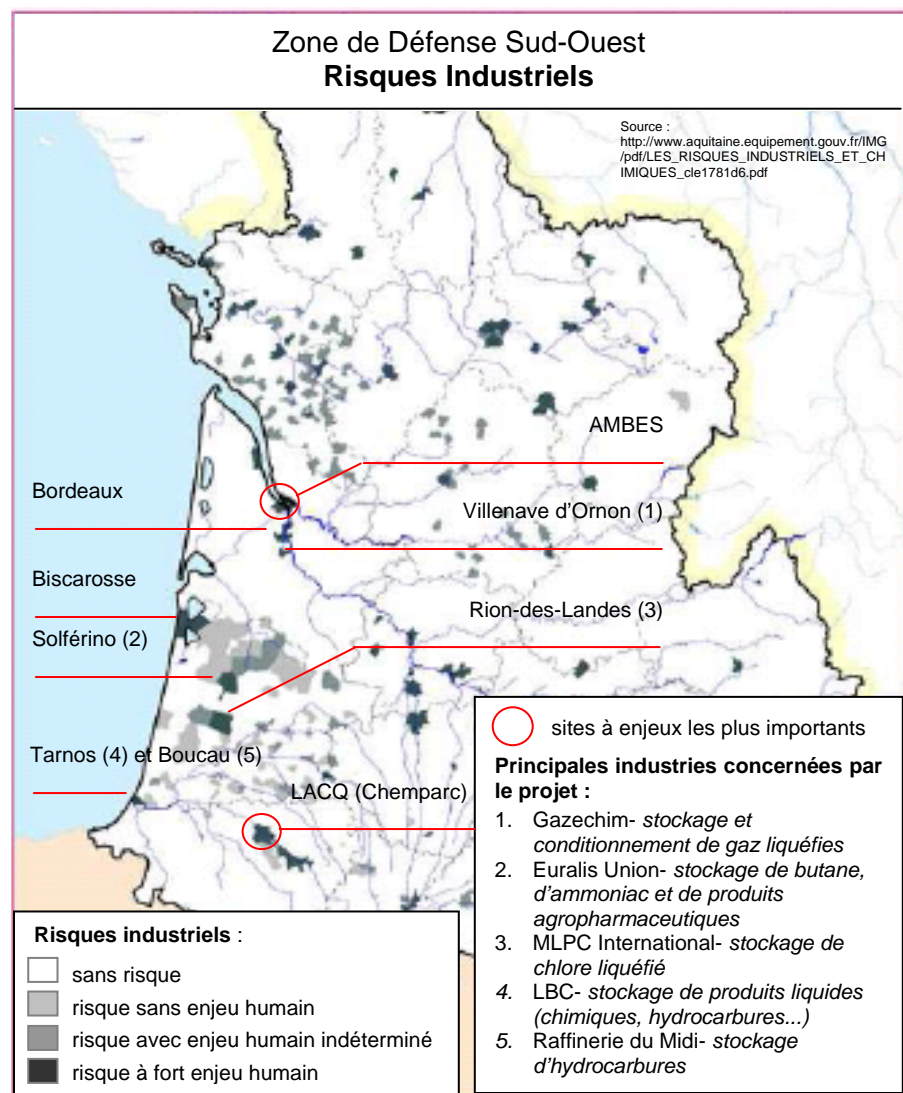 Zone de Défense Sud-Ouest
Risques Industriels
Source :
http://www.aquitaine.equipement.gouv.fr/IMG
/pdf/LES_RISQUES_INDUSTRIELS_ET_CH
IMIQUES_cle1781d6.pdf
AMBES
Bordeaux
Villenave d'Ornon (1)
Biscarosse
Rion-des-Landes (3)
Solférino (2)
Tarnos (4) et Boucau (5)
LACQ (Chemparc)
sites à enjeux les plus importants
Principales industries concernées par
le projet :
1. Gazechim- stockage et
conditionnement de gaz liquéfies
2. Euralis Union- stockage de butane,
d'ammoniac et de produits
agropharmaceutiques
3. MLPC International- stockage de
chlore liquéfié
4. LBC- stockage de produits liquides
(chimiques, hydrocarbures...)
5. Raffinerie du Midi- stockage
d'hydrocarbures
Risques industriels :
sans risque
risque sans enjeu humain
risque avec enjeu humain indéterminé
risque à fort enjeu humain